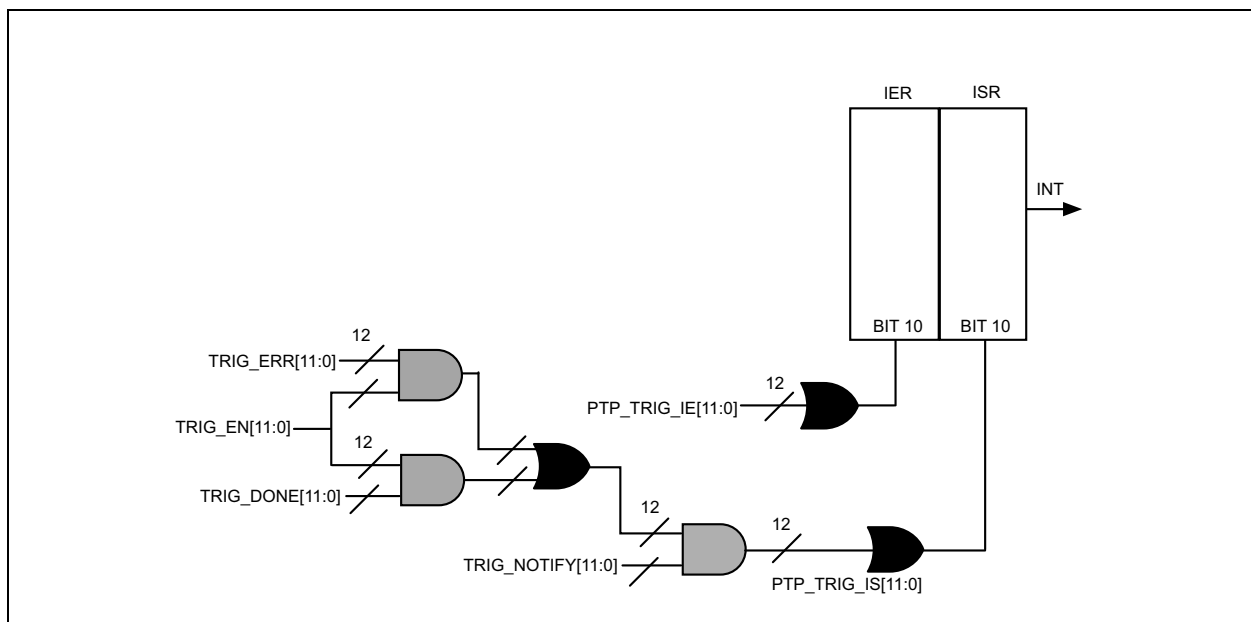 IER
ISR
INT
BIT 10
BIT 10
12
TRIG_ERR[11:0]
12
PTP_TRIG_IE[11:0]
TRIG_EN[11:0]
12
TRIG_DONE[11:0]
12
12
TRIG_NOTIFY[11:0]
PTP_TRIG_IS[11:0]